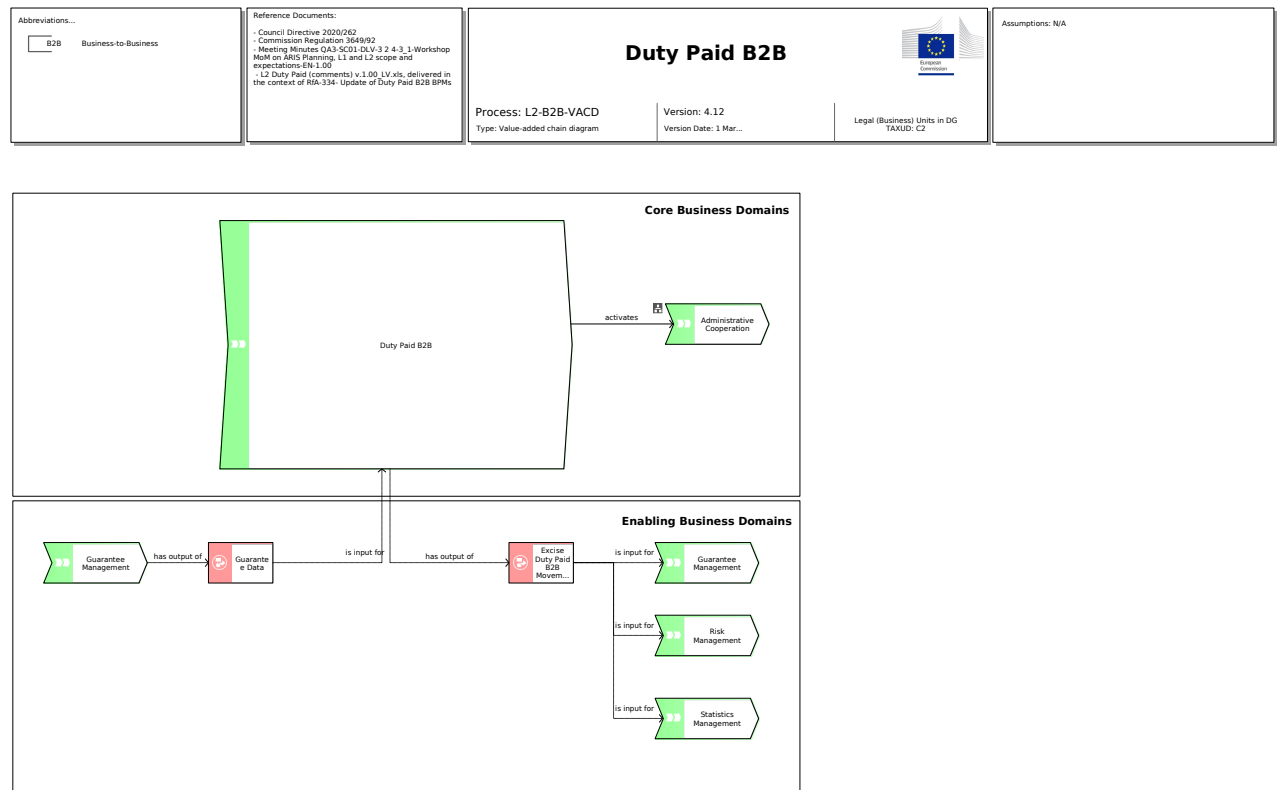 Abbreviations...
B2B Business-to-Business
Reference Documents:
- Council Directive 2020/262
- Commission Regulation 3649/92
- Meeting Minutes QA3-SC01-DLV-3 2 4-3_1-Workshop
MoM on ARIS Planning, L1 and L2 scope and
expectations-EN-1.00
- L2 Duty Paid (comments) v.1.00_LV.xls, delivered in
the context of RfA-334- Update of Duty Paid B2B BPMs
Duty Paid B2B
European
Commission
Process: L2-B2B-VACD
Type: Value-added chain diagram
Version: 4.12
Version Date: 1 Mar...
Legal (Business) Units in DG
TAXUD: C2
Assumptions: N/A
Core Business Domains
Duty Paid B2B
activates
Administrative
Cooperation
Enabling Business Domains
Guarantee
Management
has output of
Guarante
e Data
is input for
has output of
Excise
Duty Paid
B2B
Movem...
is input for
Guarantee
Management
is input for
Risk
Management
is input for
Statistics
Management